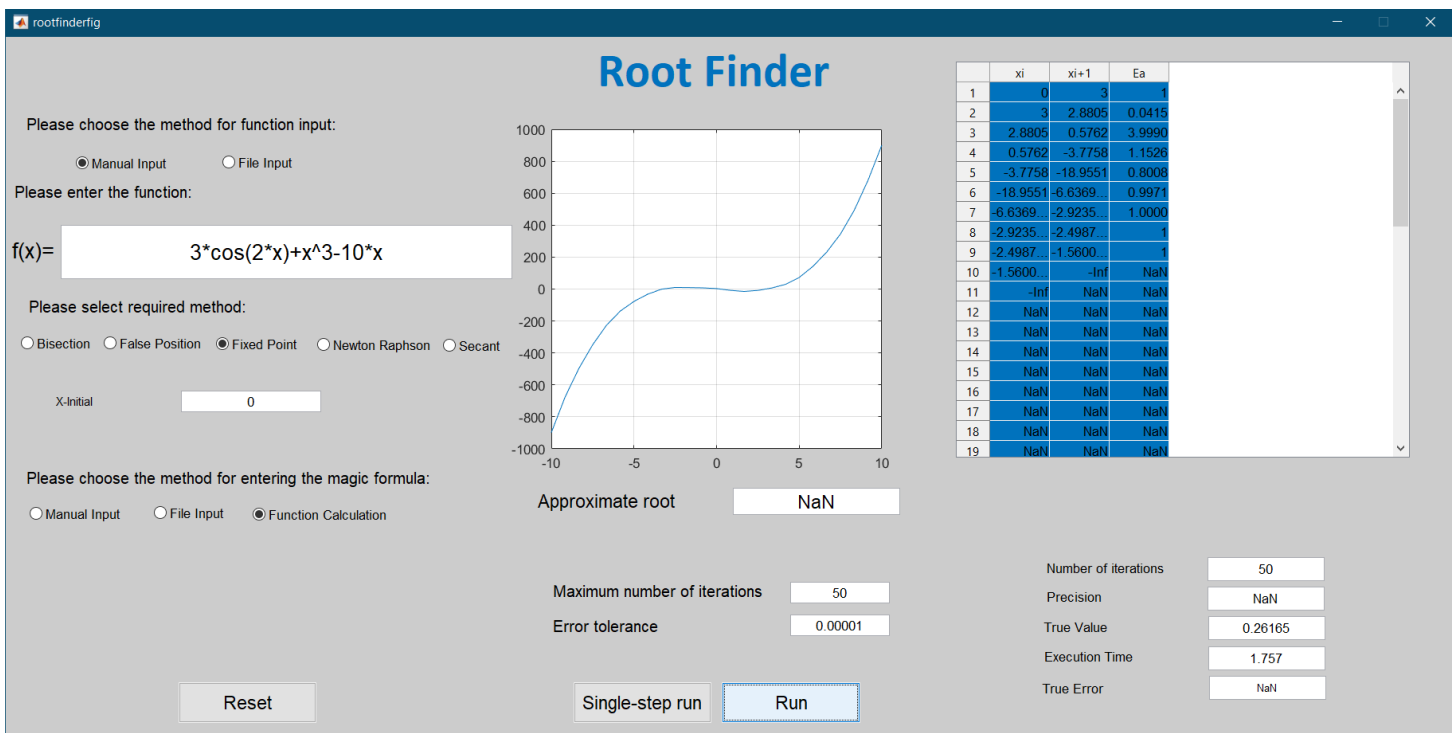 rootfinderfig
Root Finder
Please choose the method for function input:
Manual Input File Input
Please enter the function:
f(x)= 3*cos(2*x)+x^3-10*x
Please select required method:
Bisection False Position Fixed Point Newton Raphson Secant
X-Initial 0
Please choose the method for entering the magic formula:
Manual Input File Input Function Calculation
Reset
1000
800
600
400
200
0
-200
-400
-600
-800
-1000
-10 -5 0 5 10
Approximate root NaN
Maximum number of iterations 50
Error tolerance 0.00001
Single-step run Run
xi xi+1 Ea
1 0 3 1
2 3 2.8805 0.0415
3 2.8805 0.5762 3.9990
4 0.5762 -3.7758 1.1526
5 -3.7758 -18.9551 0.8008
6 -18.9551 -6.6369... 0.9971
7 -6.6369... -2.9235... 1.0000
8 -2.9235... -2.4987... 1
9 -2.4987... -1.5600... 1
10 -1.5600... -Inf NaN
11 -Inf NaN NaN
12 NaN NaN NaN
13 NaN NaN NaN
14 NaN NaN NaN
15 NaN NaN NaN
16 NaN NaN NaN
17 NaN NaN NaN
18 NaN NaN NaN
19 NaN NaN NaN
Number of iterations 50
Precision NaN
True Value 0.26165
Execution Time 1.757
True Error NaN